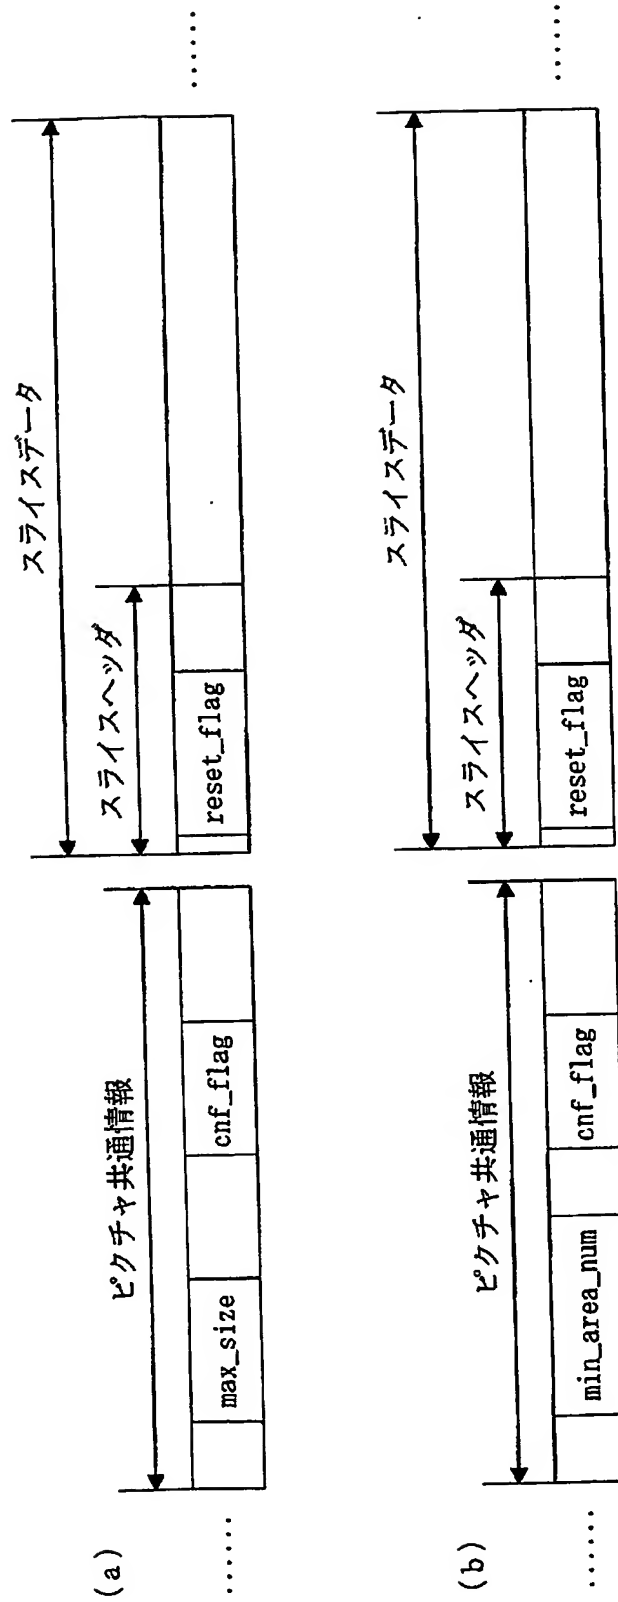 (a)
ピクチャ共通情報
スライスデータ
スライスヘッダ
......
max_size
cnf_flag
reset_flag
......
(b)
ピクチャ共通情報
スライスデータ
スライスヘッダ
......
min_area_num
cnf_flag
reset_flag
......